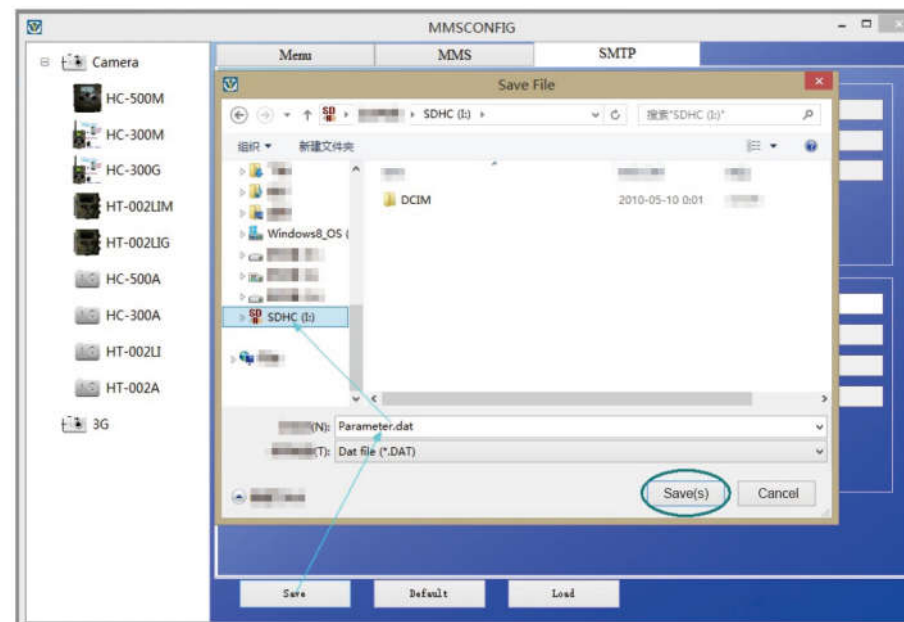 MMSCONFIG
Camera
HC-500M
HC-300M
HC-300G
HT-002LIM
HT-002LIG
HC-500A
HC-300A
HT-002LI
HT-002A
3G
Menu MMS SMTP
Save File
SDHC (I:)
搜索"SDHC (I:)"
组织 新建文件夹
Windows8_OS (
SDHC (I:)
DCIM 2010-05-10 0:01
(N): Parameter.dat
(T): Dat file (*.DAT)
Save(s) Cancel
Save Default Load